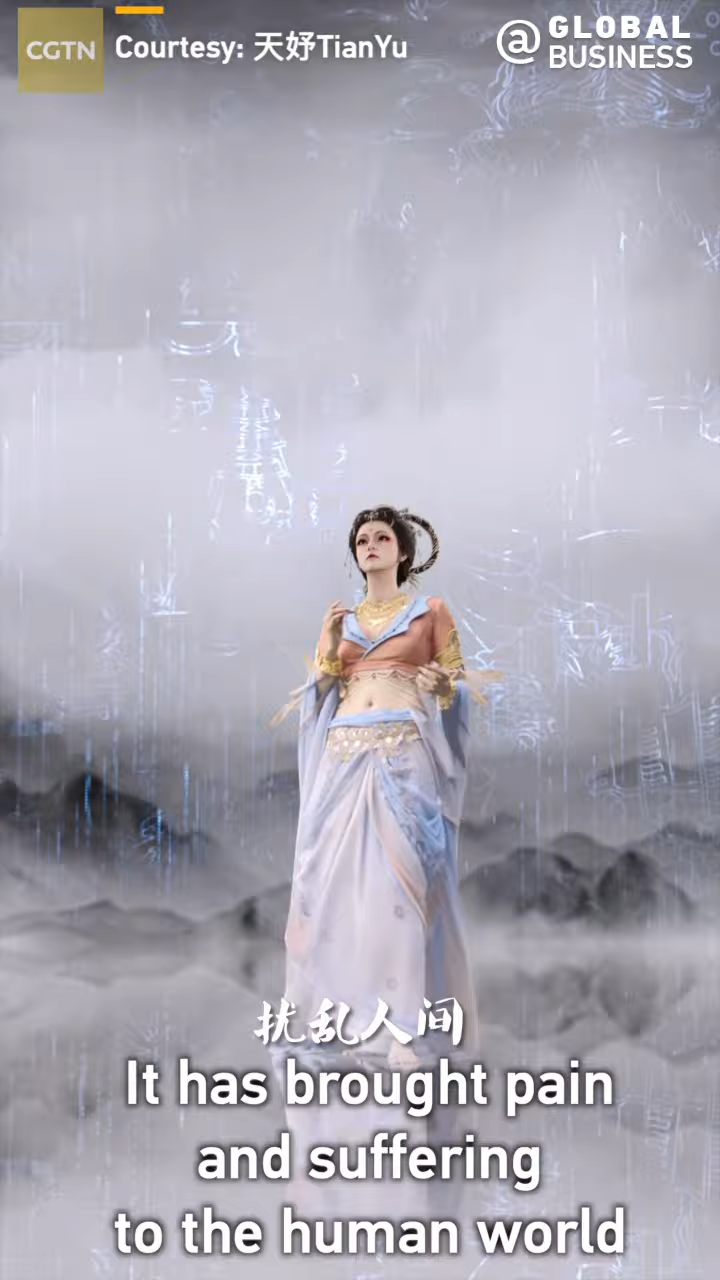 CGTN
Courtesy: 天妤TianYu
@GLOBAL
BUSINESS
扰乱人间
It has brought pain
and suffering
to the human world